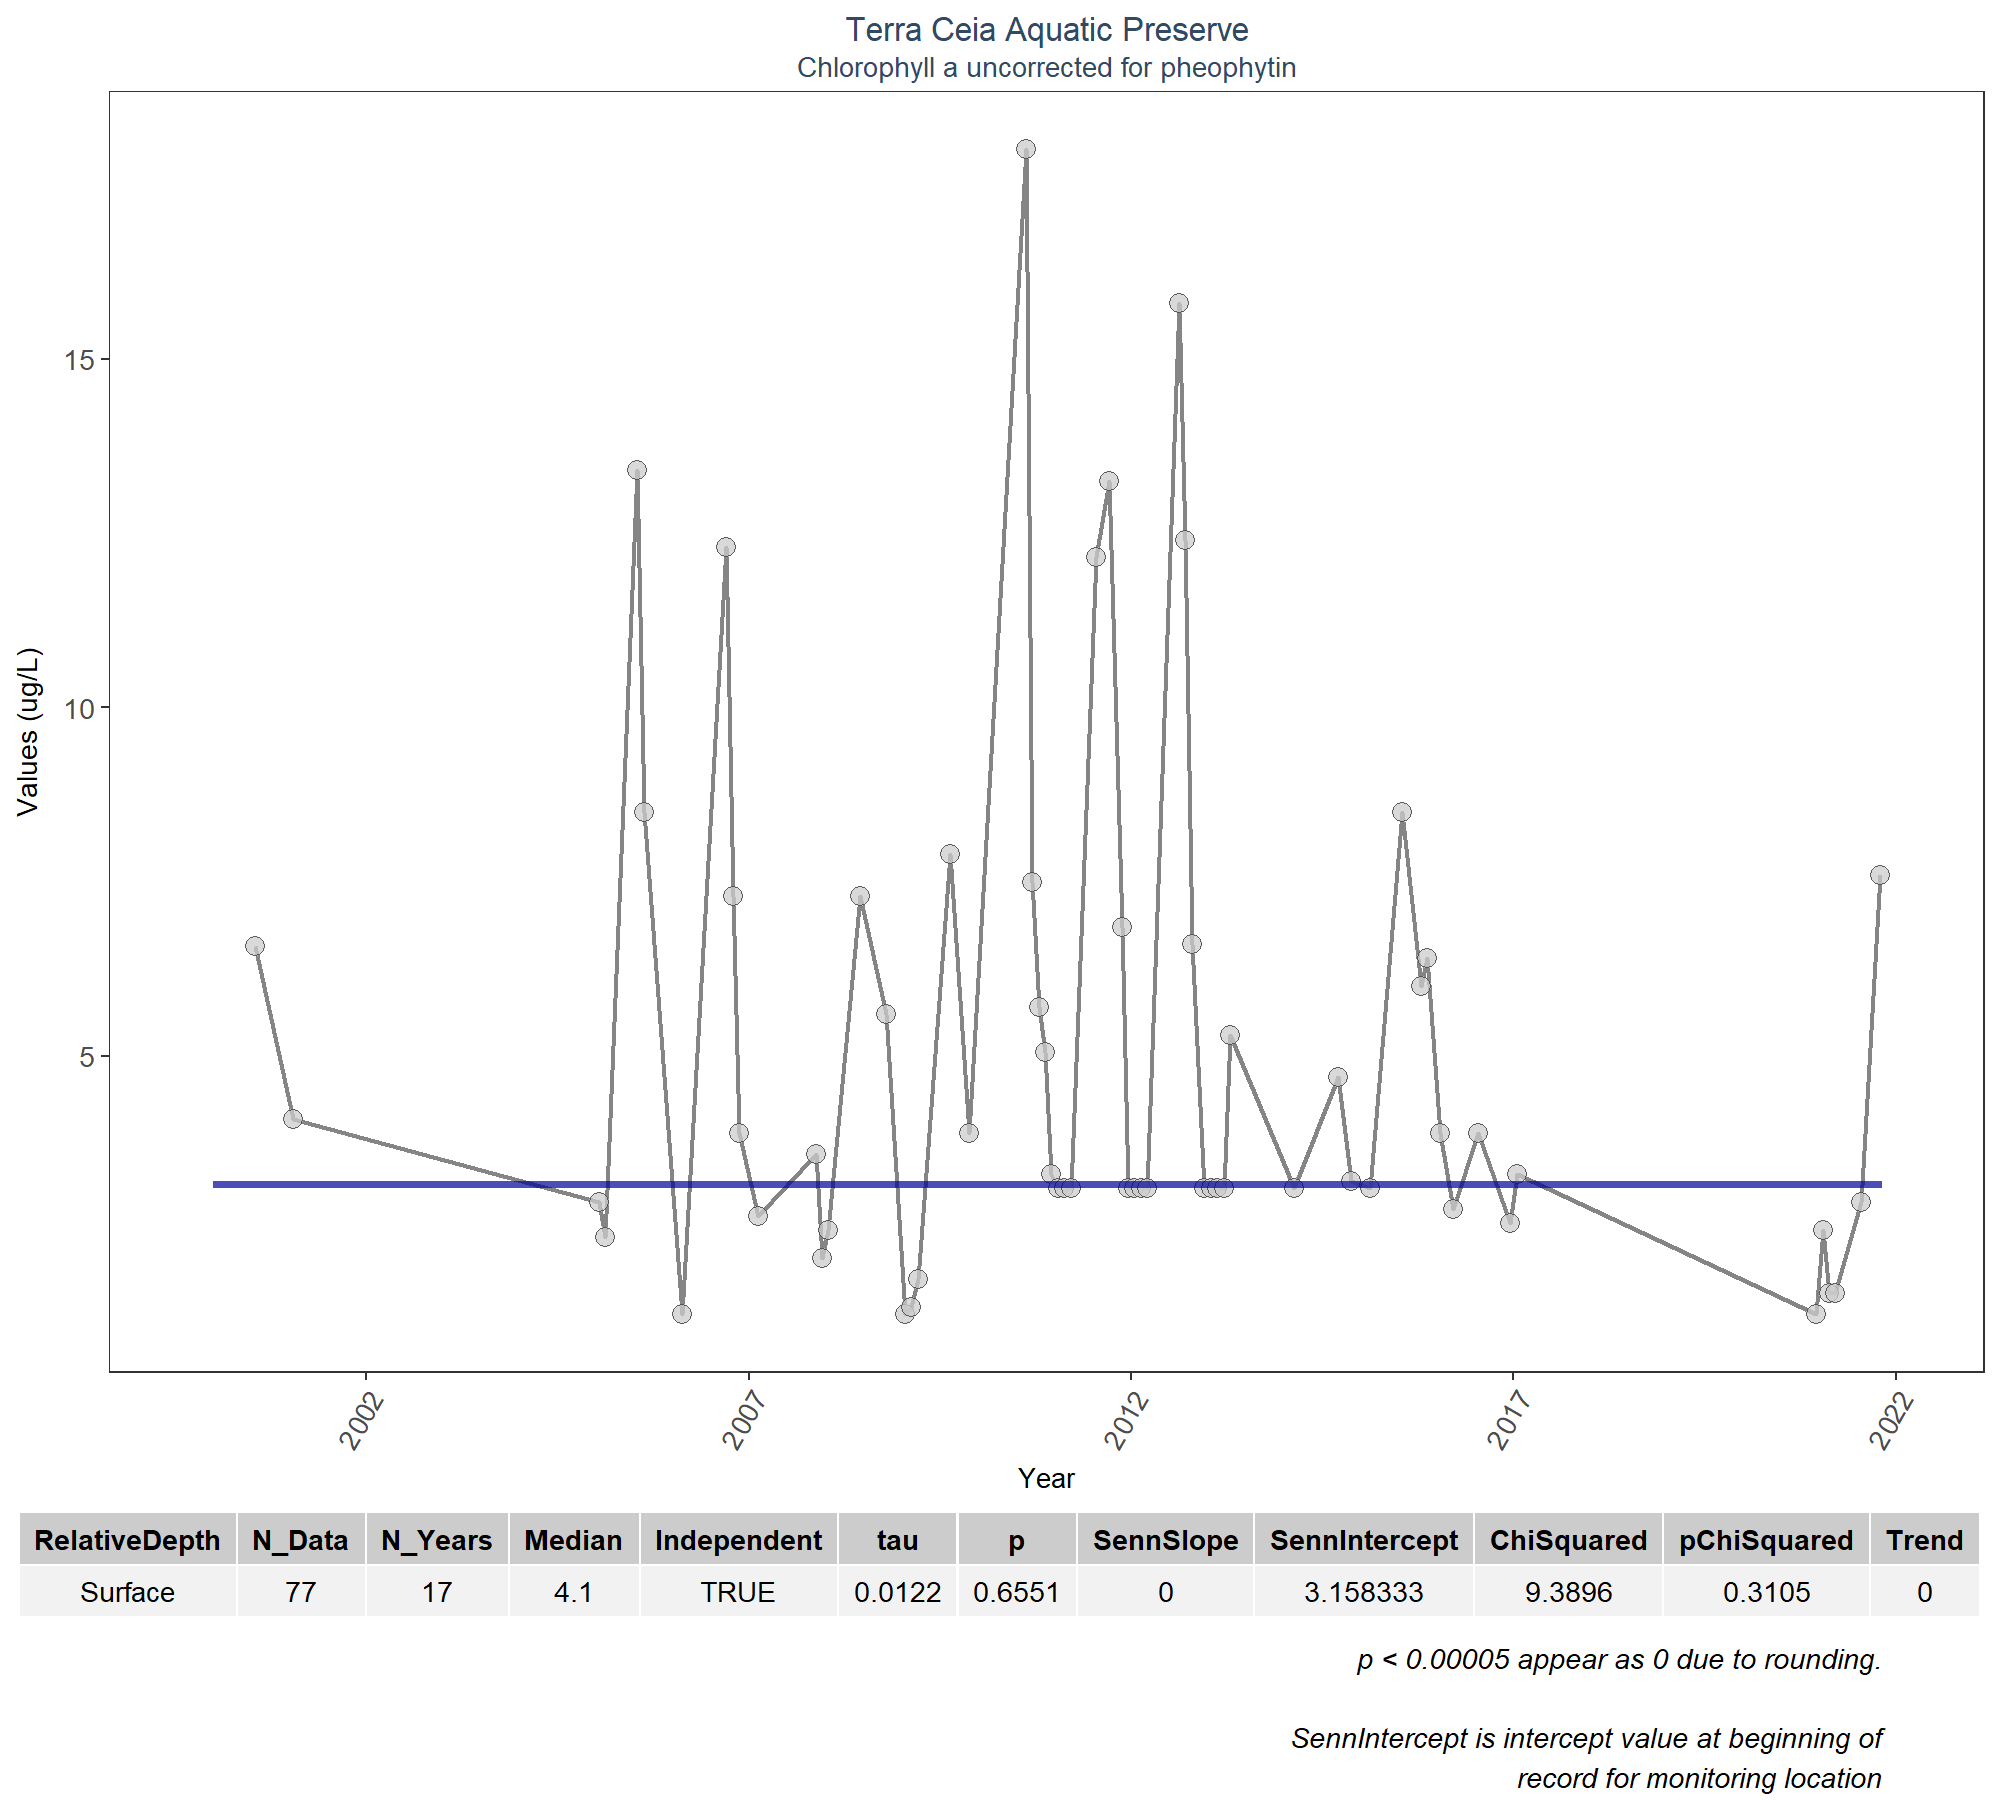 Terra Ceia Aquatic Preserve
Chlorophyll a uncorrected for pheophytin
Values (ug/L)
15
10
5
2002 2007 2012 2017 2022
Year
RelativeDepth N_Data N_Years Median Independent tau p SennSlope SennIntercept ChiSquared pChiSquared Trend
Surface 77 17 4.1 TRUE 0.0122 0.6551 0 3.158333 9.3896 0.3105 0
p < 0.00005 appear as 0 due to rounding.
SennIntercept is intercept value at beginning of
record for monitoring location